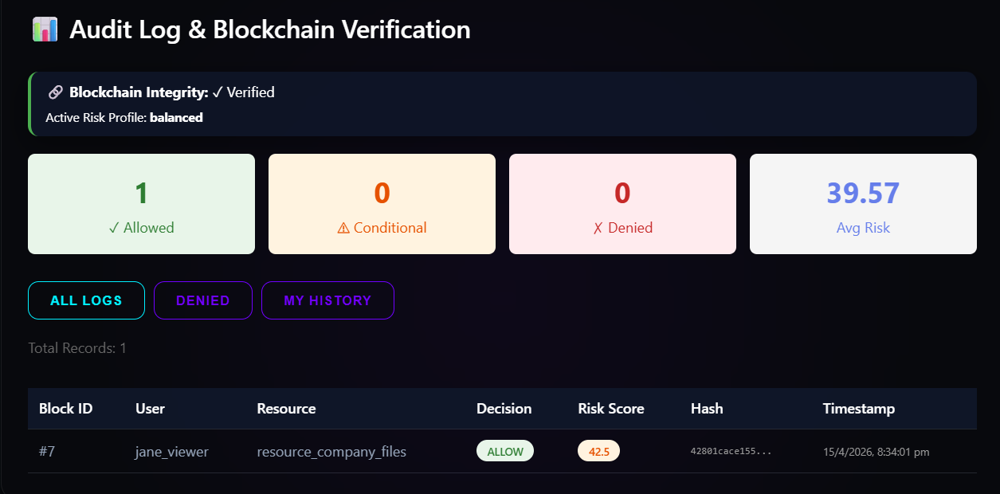 📊 Audit Log & Blockchain Verification
🔗 Blockchain Integrity: ✓ Verified
Active Risk Profile: balanced
1
✓ Allowed
0
⚠ Conditional
0
✗ Denied
39.57
Avg Risk
ALL LOGS DENIED MY HISTORY
Total Records: 1
Block ID User Resource Decision Risk Score Hash Timestamp
#7 jane_viewer resource_company_files ALLOW 42.5 42801cace155... 15/4/2026, 8:34:01 pm